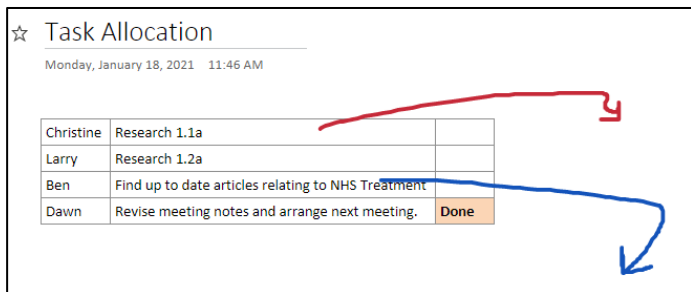 Task Allocation
Monday, January 18, 2021 11:46 AM
Christine Research 1.1a
Larry Research 1.2a
Ben Find up to date articles relating to NHS Treatment
Dawn Revise meeting notes and arrange next meeting. Done